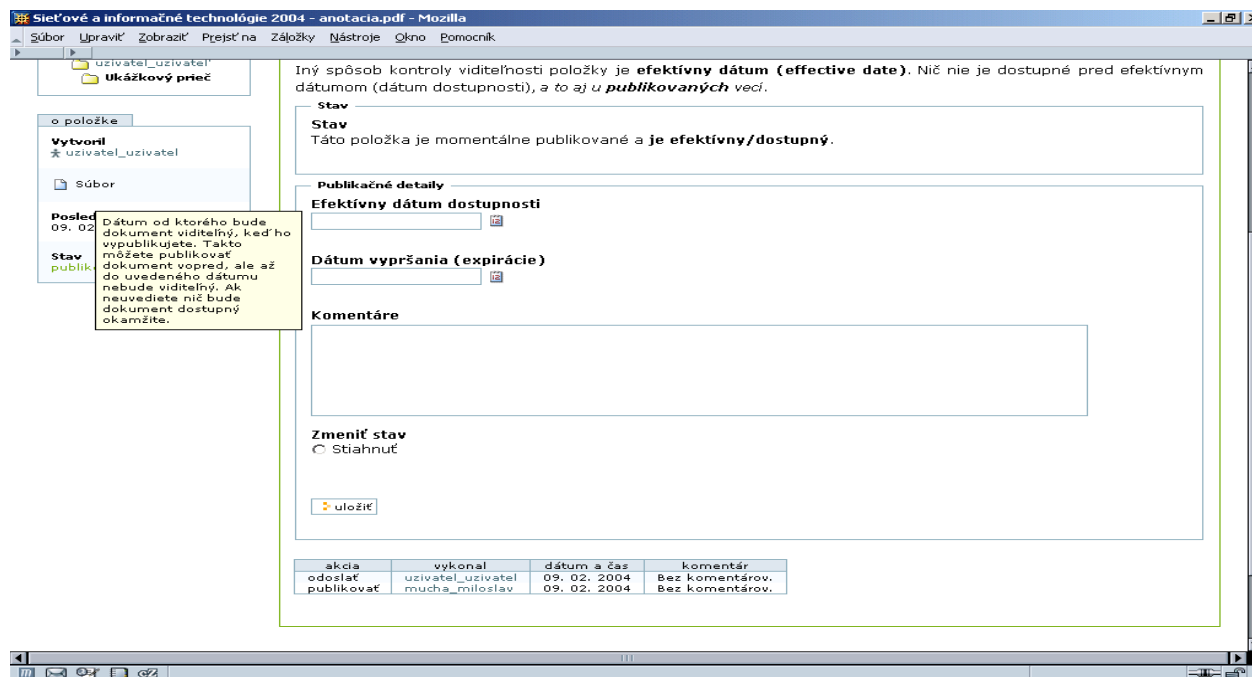 Sieťové a informačné technológie 2004 - anotacia.pdf - Mozilla
Súbor Upraviť Zobraziť Prejsť na Záložky Nástroje Okno Pomocník
uzivatel_uzivatel'
Ukážkový prieč
o položke
Vytvoril
uzivatel_uzivatel
Súbor
Posled
09. 02
Stav
publik
Dátum od ktorého bude
dokument viditeľný, keď ho
vypublikujete. Takto
môžete publikovať
dokument vopred, ale až
do uvedeného dátumu
nebude viditeľný. Ak
neuvediete nič bude
dokument dostupný
okamžite.
Iný spôsob kontroly viditeľnosti položky je efektívny dátum (effective date). Nič nie je dostupné pred efektívnym
dátumom (dátum dostupnosti), a to aj u publikovaných vecí.
Stav
Stav
Táto položka je momentálne publikované a je efektívny/dostupný.
Publikačné detaily
Efektívny dátum dostupnosti
Dátum vypršania (expirácie)
Komentáre
Zmeniť stav
Stiahnuť
uložiť
akcia vykonal dátum a čas komentár
odoslať uzivatel_uzivatel 09. 02. 2004 Bez komentárov.
publikovať mucha_miloslav 09. 02. 2004 Bez komentárov.